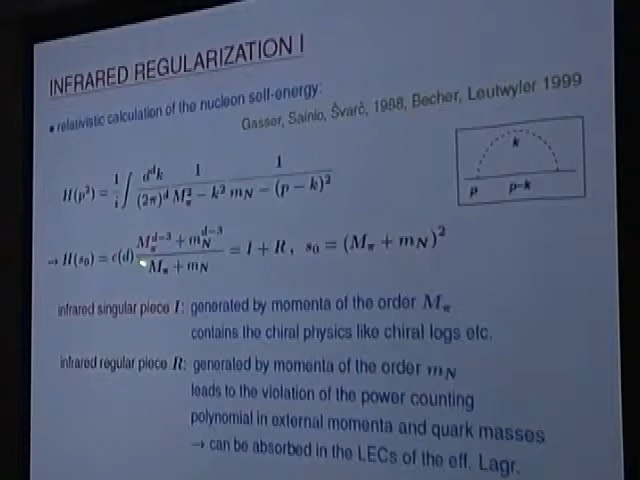 INFRARED REGULARIZATION I
• relativistic calculation of the nucleon self-energy:
Gasser, Sainio, Švarč, 1988, Becher, Leutwyler 1999
H(p²) = 1/i ∫ d^d k/(2π)^d 1/(M_π² − k²) 1/(m_N − (p − k)²)
k
p p−k
→ H(s₀) = c(d) (M_π^{d−3} + m_N^{d−3})/(M_π + m_N) = I + R, s₀ = (M_π + m_N)²
infrared singular piece I: generated by momenta of the order M_π
contains the chiral physics like chiral logs etc.
infrared regular piece R: generated by momenta of the order m_N
leads to the violation of the power counting
polynomial in external momenta and quark masses
→ can be absorbed in the LECs of the eff. Lagr.